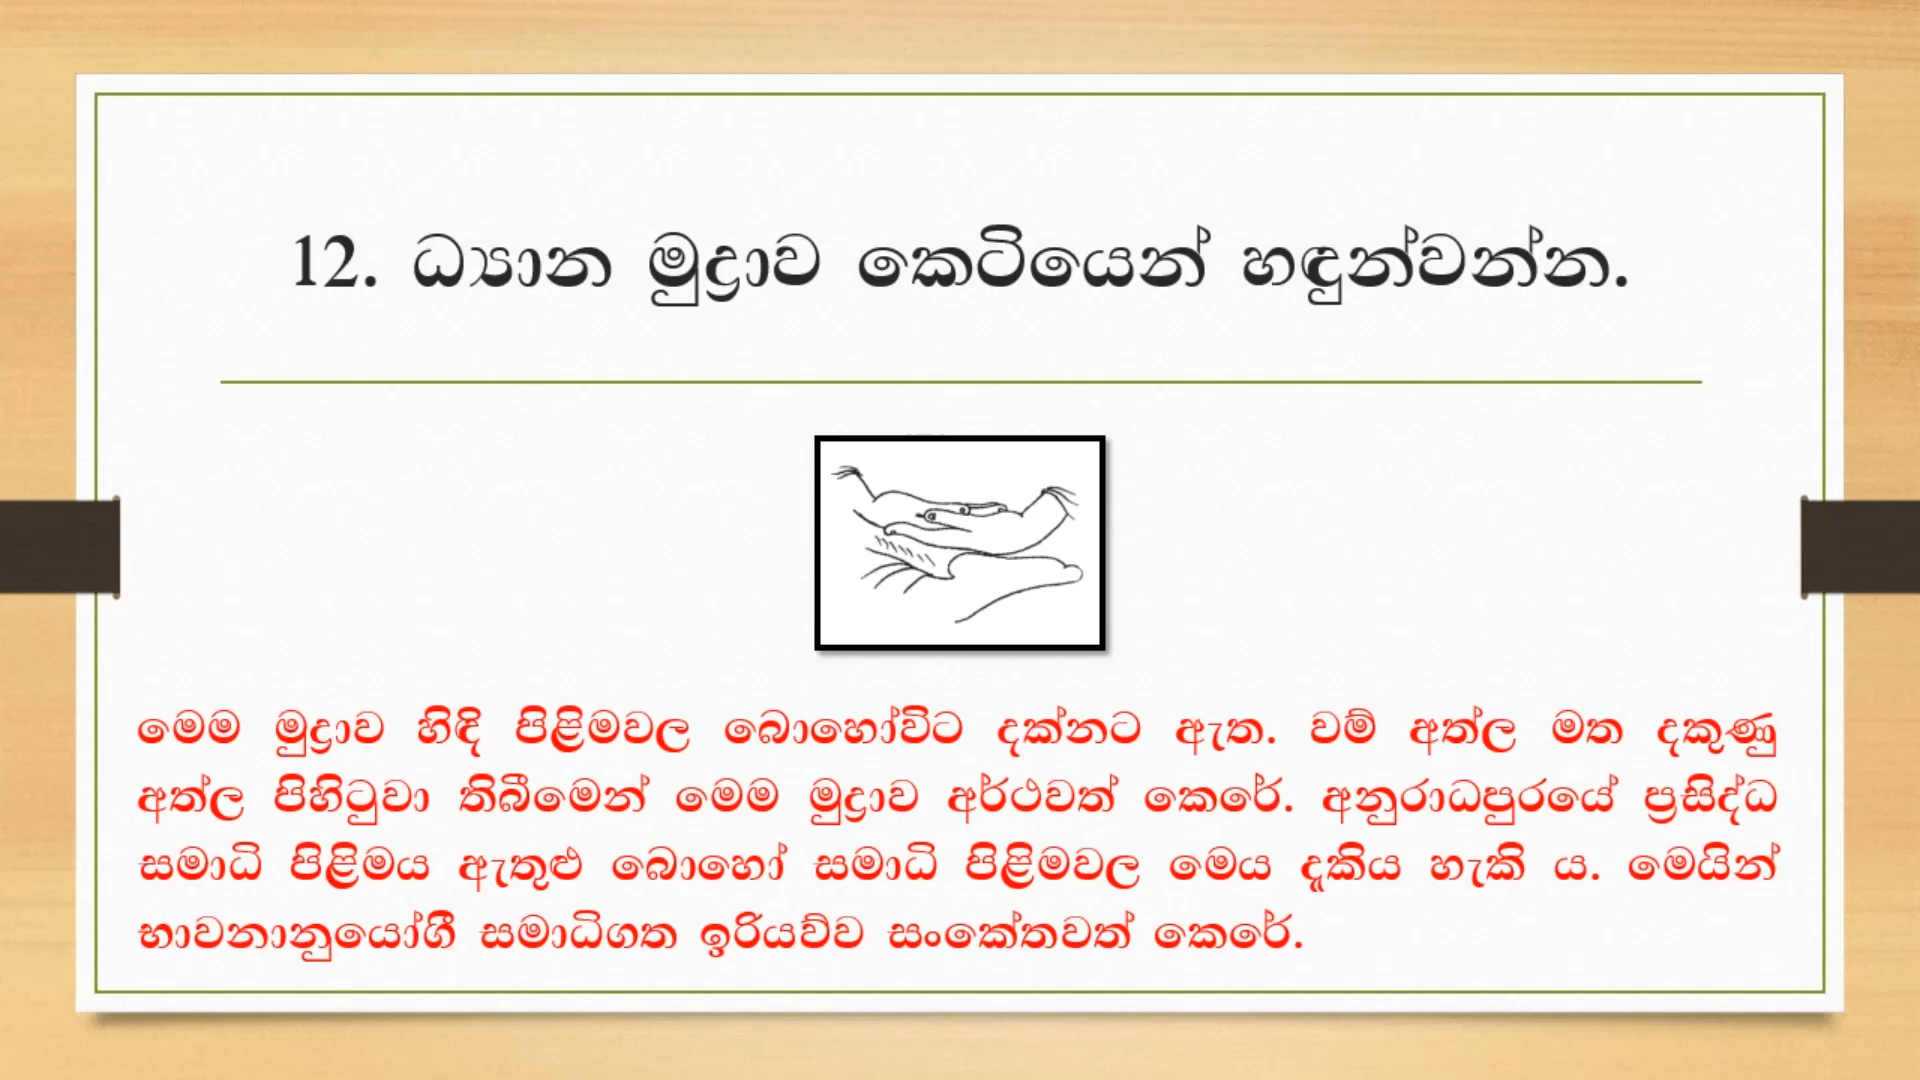 12. ධ්‍යාන මුද්‍රාව කෙටියෙන් හඳුන්වන්න.
මෙම මුද්‍රාව හිඳි පිළිමවල බොහෝවිට දක්නට ඇත. වම් අත්ල මත දකුණු
අත්ල පිහිටුවා තිබීමෙන් මෙම මුද්‍රාව අර්ථවත් කෙරේ. අනුරාධපුරයේ ප්‍රසිද්ධ
සමාධි පිළිමය ඇතුළු බොහෝ සමාධි පිළිමවල මෙය දැකිය හැකි ය. මෙයින්
භාවනානුයෝගී සමාධිගත ඉරියව්ව සංකේතවත් කෙරේ.